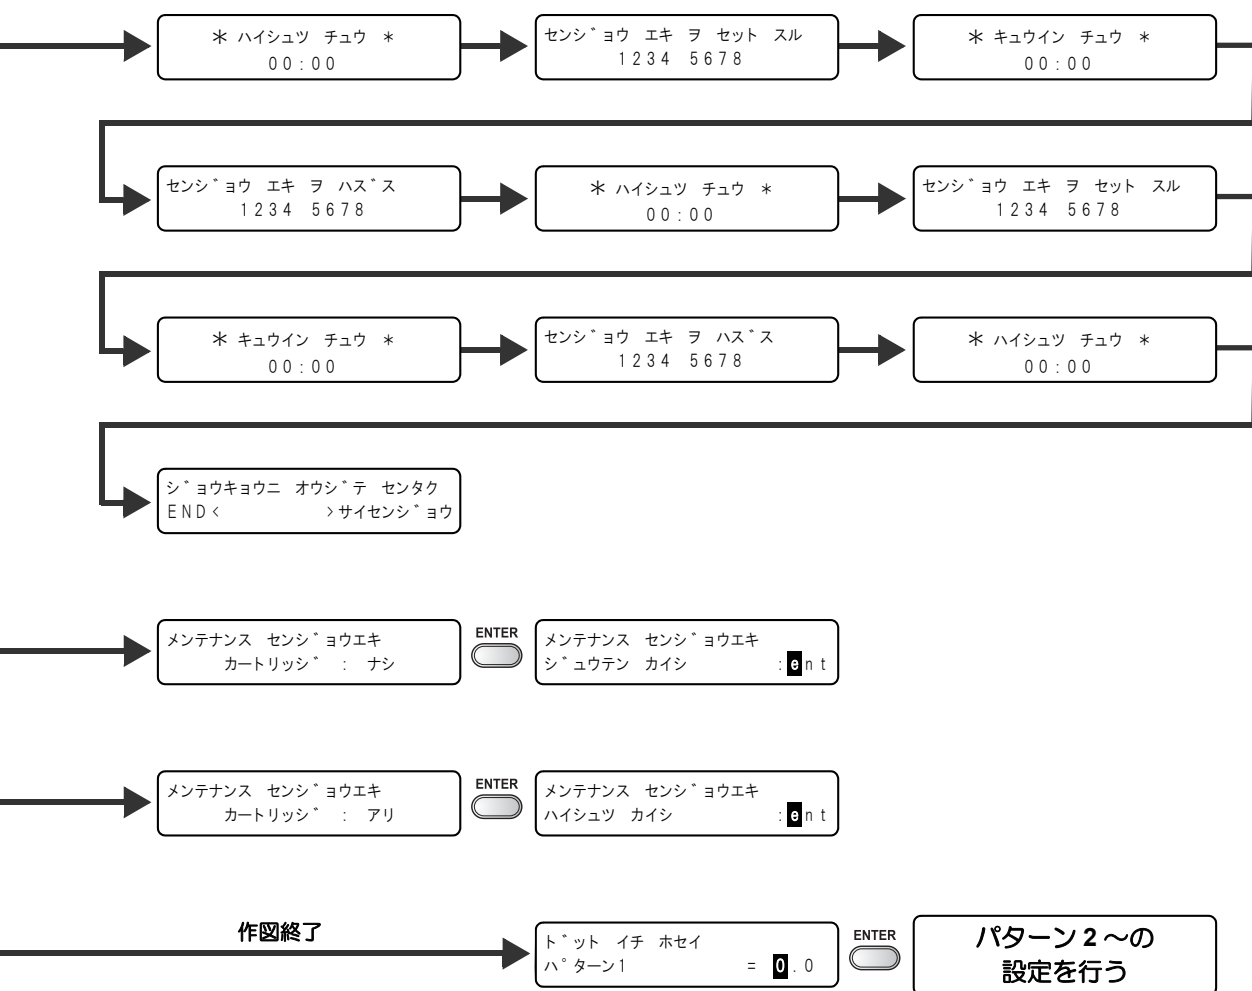 ＊ ハイシュツ チュウ ＊
００：００
センシ゛ョウ エキ ヲ セット スル
１２３４ ５６７８
＊ キュウイン チュウ ＊
００：００
センシ゛ョウ エキ ヲ ハス゛ス
１２３４ ５６７８
＊ ハイシュツ チュウ ＊
００：００
センシ゛ョウ エキ ヲ セット スル
１２３４ ５６７８
＊ キュウイン チュウ ＊
００：００
センシ゛ョウ エキ ヲ ハス゛ス
１２３４ ５６７８
＊ ハイシュツ チュウ ＊
００：００
シ゛ョウキョウニ オウシ゛テ センタク
ＥＮＤ＜ ＞サイセンシ゛ョウ
メンテナンス センシ゛ョウエキ
カートリッシ゛ ： ナシ
ENTER
メンテナンス センシ゛ョウエキ
シ゛ュウテン カイシ ：ｅｎｔ
メンテナンス センシ゛ョウエキ
カートリッシ゛ ： アリ
ENTER
メンテナンス センシ゛ョウエキ
ハイシュツ カイシ ：ｅｎｔ
作図終了
ト゛ット イチ ホセイ
ハ゜ターン１ ＝ ０．０
ENTER
パターン 2 ～の
設定を行う